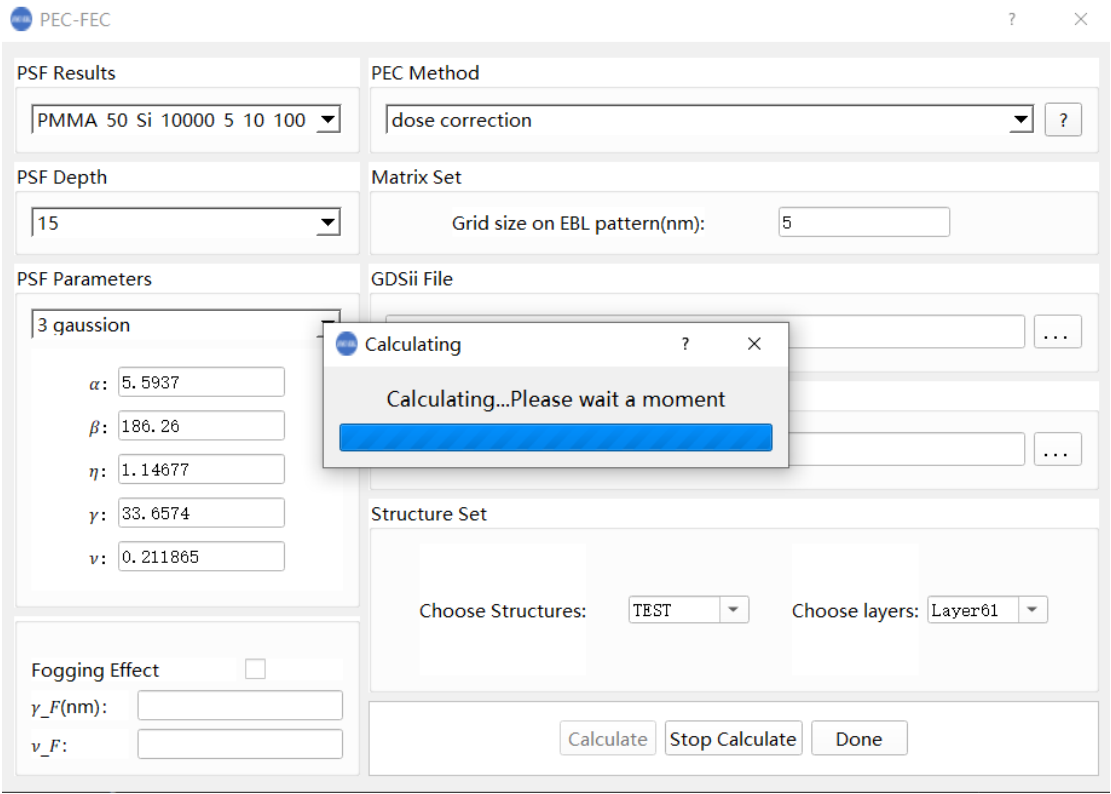 PEC-FEC
?
PSF Results
PMMA 50 Si 10000 5 10 100
PSF Depth
15
PSF Parameters
3 gaussion
α: 5.5937
β: 186.26
η: 1.14677
γ: 33.6574
ν: 0.211865
Fogging Effect
γ_F(nm):
ν_F:
PEC Method
dose correction
?
Matrix Set
Grid size on EBL pattern(nm): 5
GDSii File
...
...
Calculating
?
Calculating...Please wait a moment
Structure Set
Choose Structures: TEST Choose layers: Layer61
Calculate Stop Calculate Done